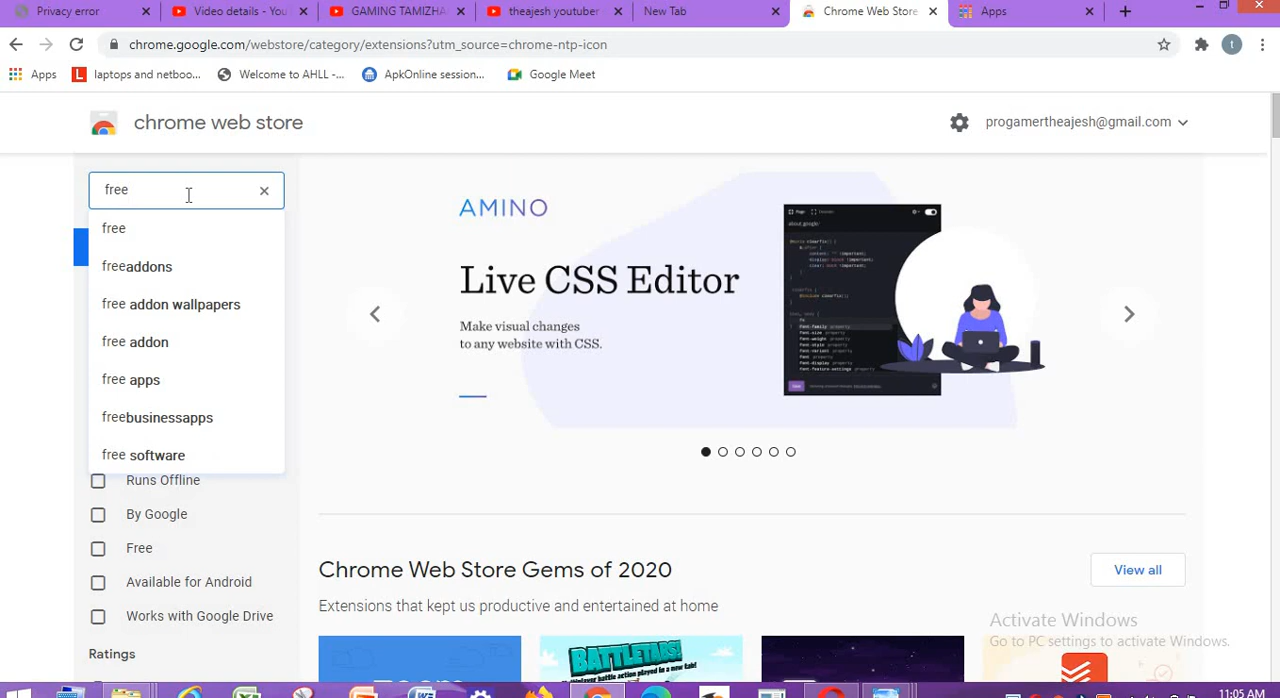 Privacy error
Video details - You
GAMING TAMIZHA
theajesh youtuber
New Tab
Chrome Web Store
Apps
chrome.google.com/webstore/category/extensions?utm_source=chrome-ntp-icon
t
Apps
laptops and netboo...
Welcome to AHLL -...
ApkOnline session...
Google Meet
chrome web store
progamertheajesh@gmail.com
free
free
freeaddons
free addon wallpapers
free addon
free apps
freebusinessapps
free software
Runs Offline
By Google
Free
Available for Android
Works with Google Drive
Ratings
AMINO
Live CSS Editor
Make visual changes
to any website with CSS.
Chrome Web Store Gems of 2020
View all
Extensions that kept us productive and entertained at home
BATTLETABS!
Activate Windows
Go to PC settings to activate Windows.
11:05 AM